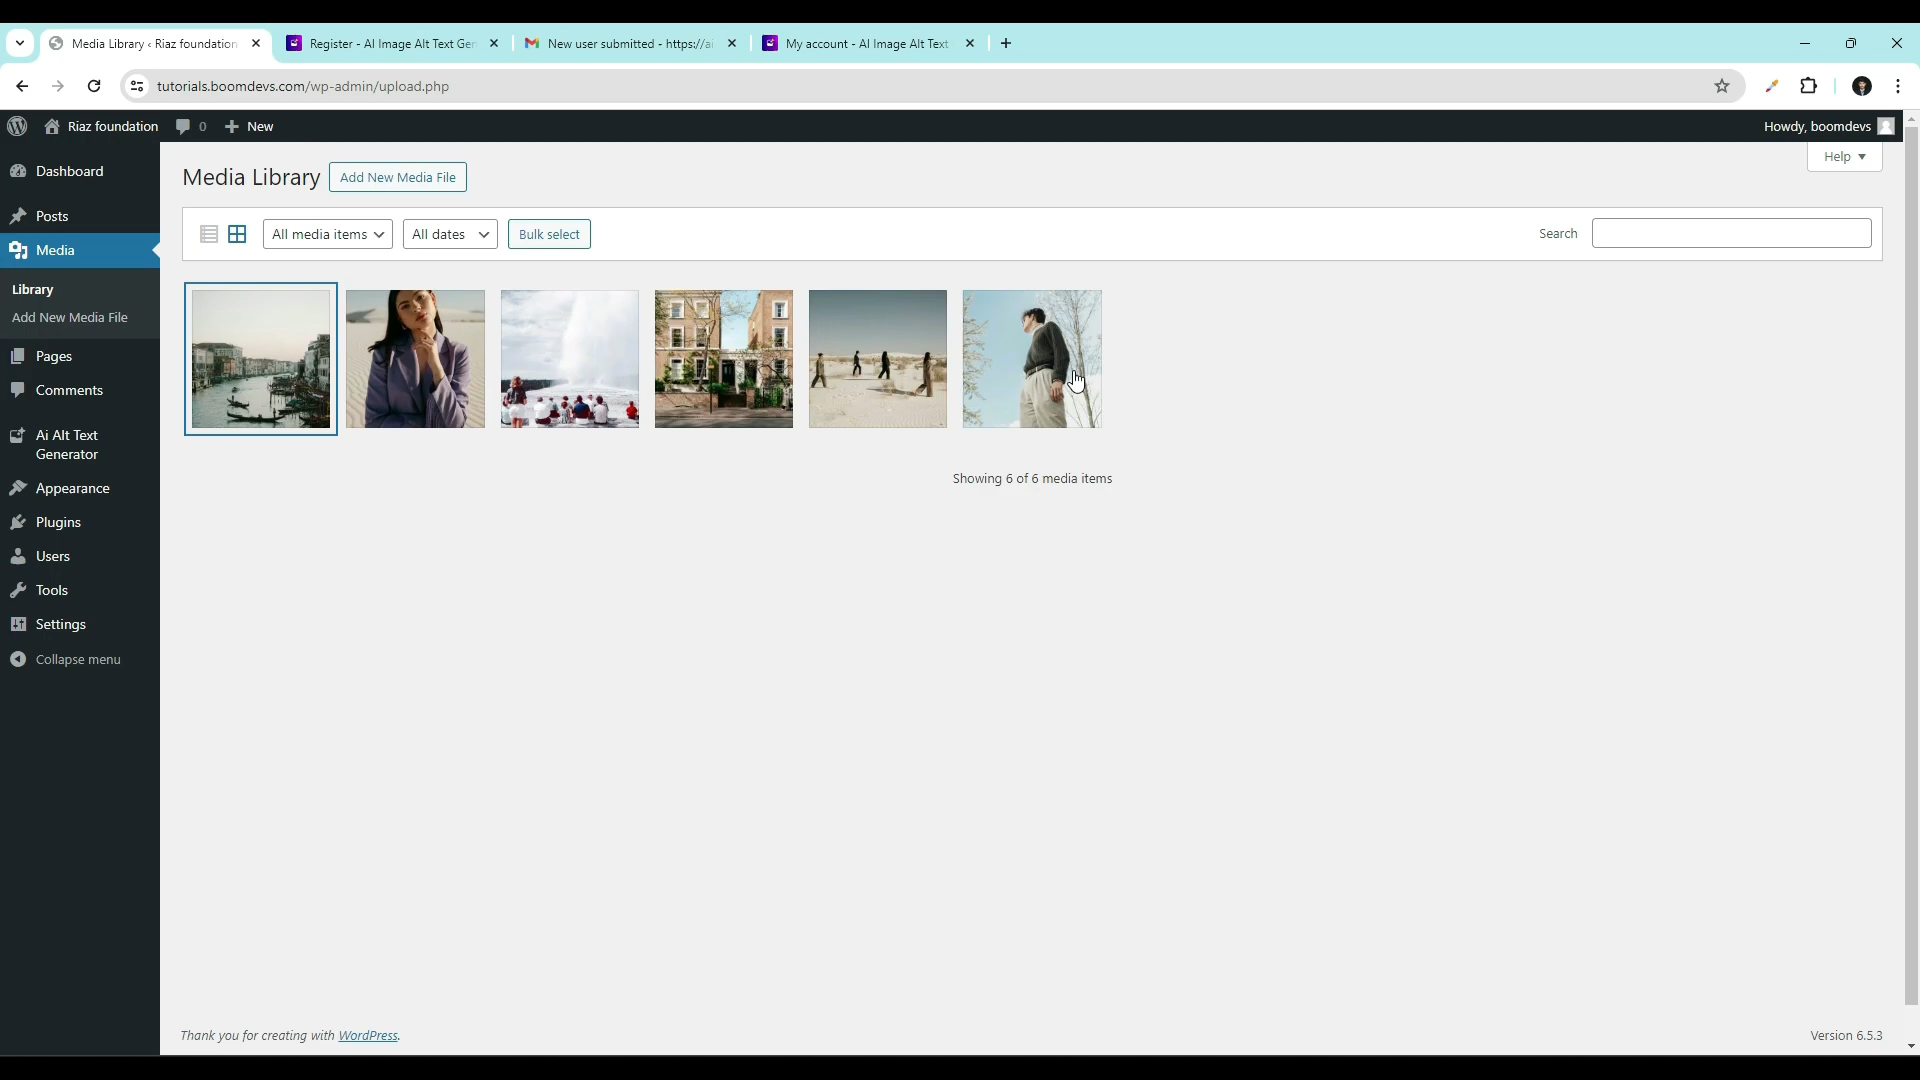 Media Library ‹ Riaz foundation
Register - AI Image Alt Text Gen
New user submitted - https://ai
My account - AI Image Alt Text
tutorials.boomdevs.com/wp-admin/upload.php
Riaz foundation 0 New
Howdy, boomdevs
Help
Dashboard
Posts
Media
Library
Add New Media File
Pages
Comments
Ai Alt Text
Generator
Appearance
Plugins
Users
Tools
Settings
Collapse menu
Media Library
Add New Media File
All media items
All dates
Bulk select
Search
Showing 6 of 6 media items
Thank you for creating with WordPress.
Version 6.5.3